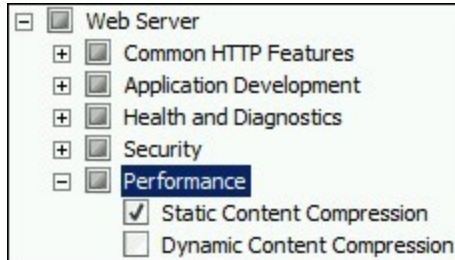 Web Server
Common HTTP Features
Application Development
Health and Diagnostics
Security
Performance
Static Content Compression
Dynamic Content Compression